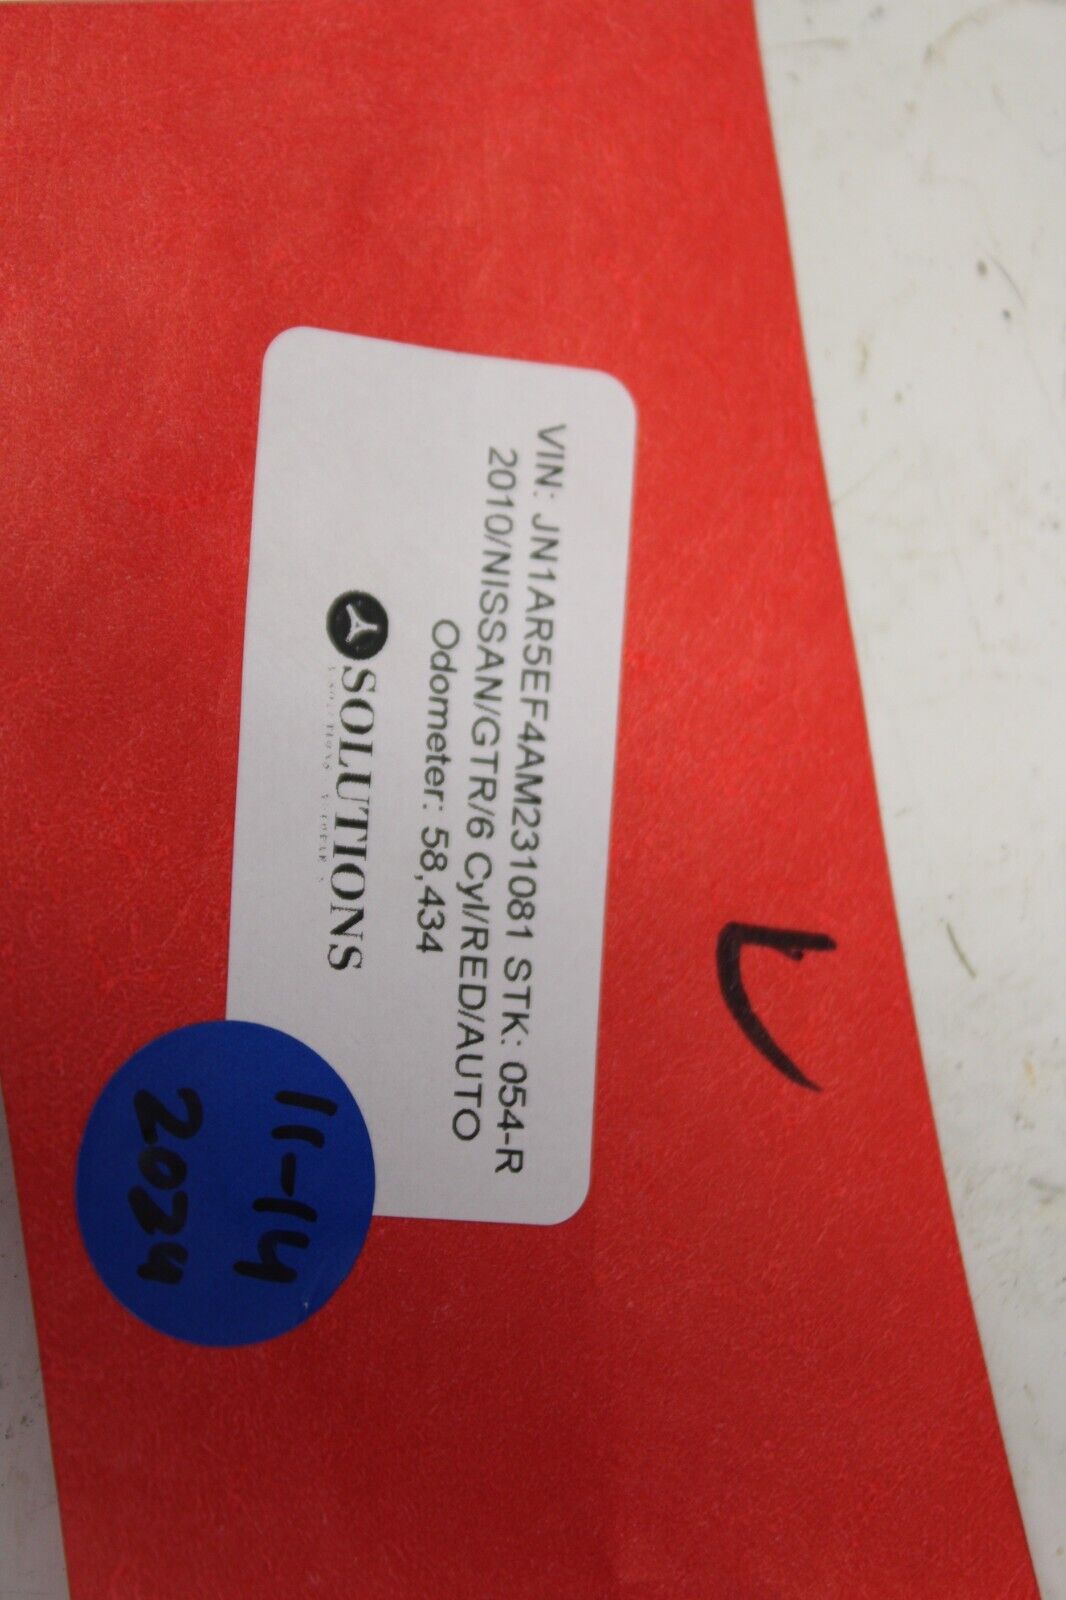 VIN: JN1AR5EF4AM231081 STK: 054-R
2010/NISSAN/GTR/6 Cyl/RED/AUTO
Odometer: 58,434
SOLUTIONS
11-14
2024
L